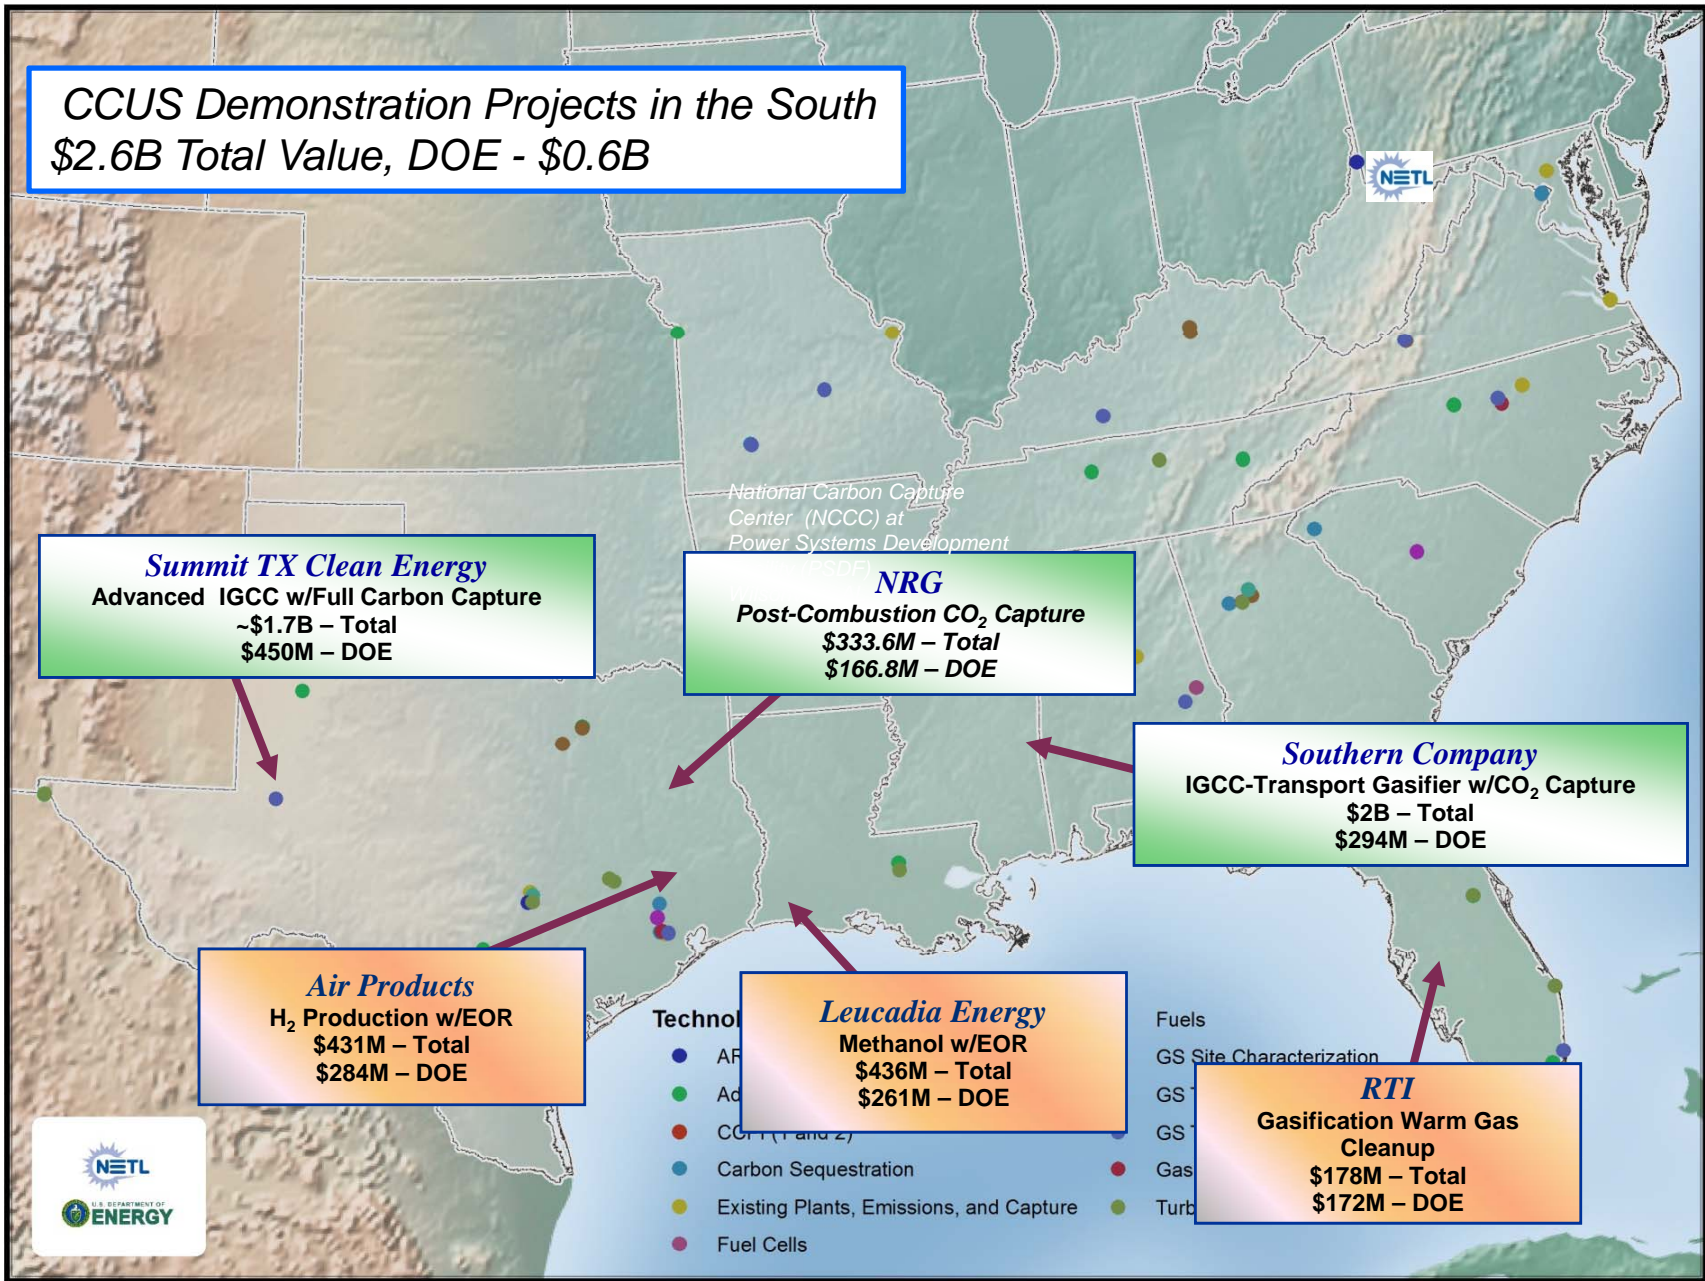 CCUS Demonstration Projects in the South
$2.6B Total Value, DOE - $0.6B
NETL
National Carbon Capture
Center (NCCC) at
Power Systems Development
(PSDF)
Summit TX Clean Energy
Advanced IGCC w/Full Carbon Capture
~$1.7B – Total
$450M – DOE
NRG
Post-Combustion CO2 Capture
$333.6M – Total
$166.8M – DOE
Southern Company
IGCC-Transport Gasifier w/CO2 Capture
$2B – Total
$294M – DOE
Air Products
H2 Production w/EOR
$431M – Total
$284M – DOE
Leucadia Energy
Methanol w/EOR
$436M – Total
$261M – DOE
RTI
Gasification Warm Gas
Cleanup
$178M – Total
$172M – DOE
Carbon Sequestration
Existing Plants, Emissions, and Capture
Fuel Cells
Fuels
GS Site Characterization
GS
GS
NETL
U.S. DEPARTMENT OF
ENERGY